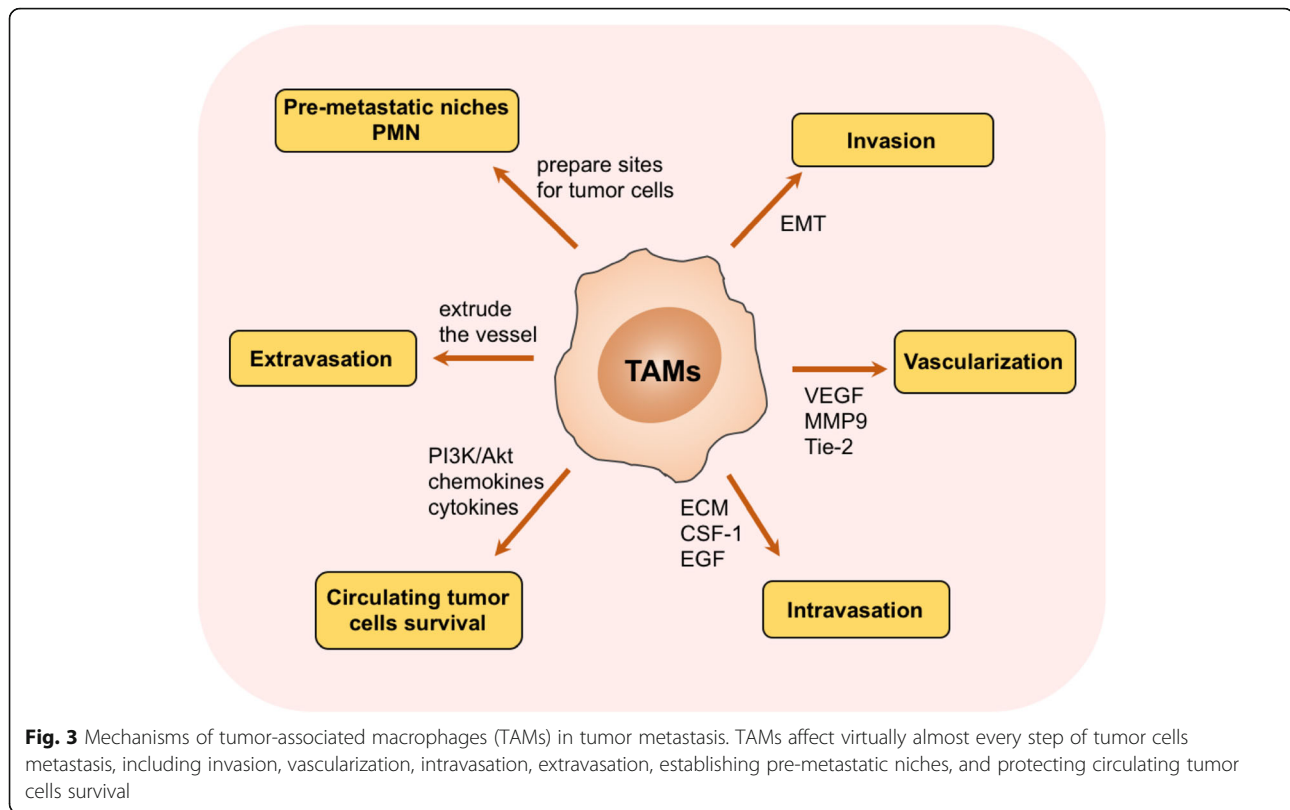 Pre-metastatic niches
PMN
prepare sites
for tumor cells
Invasion
EMT
extrude
the vessel
Extravasation
TAMs
Vascularization
VEGF
MMP9
Tie-2
PI3K/Akt
chemokines
cytokines
ECM
CSF-1
EGF
Circulating tumor
cells survival
Intravasation
Fig. 3 Mechanisms of tumor-associated macrophages (TAMs) in tumor metastasis. TAMs affect virtually almost every step of tumor cells
metastasis, including invasion, vascularization, intravasation, extravasation, establishing pre-metastatic niches, and protecting circulating tumor
cells survival